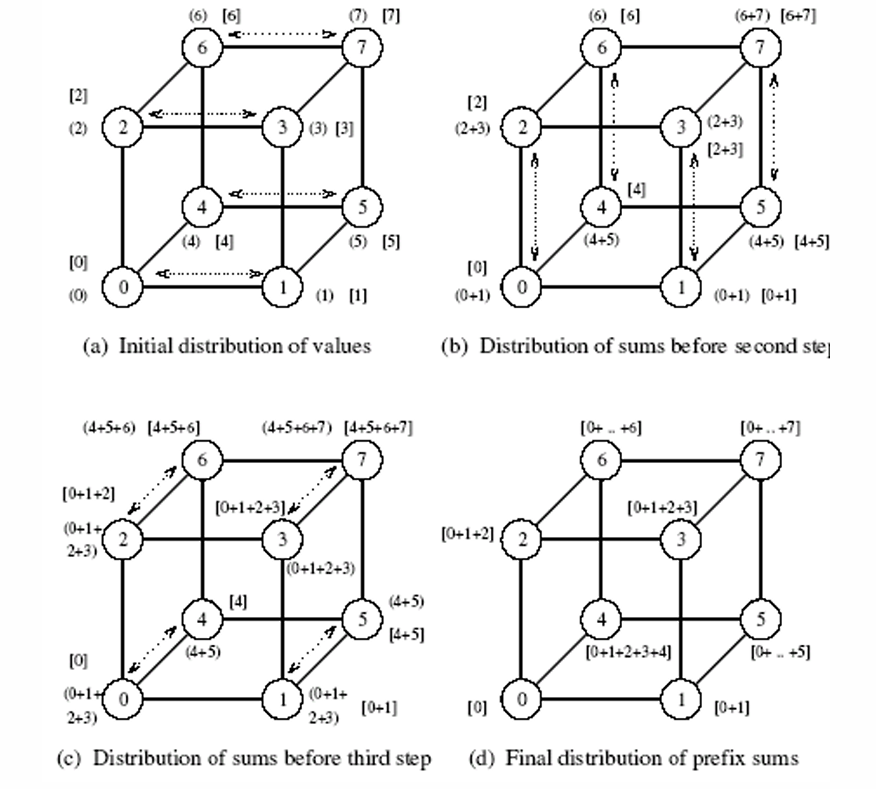 (6) [6] (7) [7]
6 7
[2]
(2) 2 3 (3) [3]
4 5
(4) [4] (5) [5]
[0]
(0) 0 1 (1) [1]
(a) Initial distribution of values
(6) [6] (6+7) [6+7]
6 7
[2]
(2+3) 2 3 (2+3)
[2+3]
[4]
4 5
(4+5) (4+5) [4+5]
[0]
(0+1) 0 1 (0+1) [0+1]
(b) Distribution of sums before second step
(4+5+6) [4+5+6] (4+5+6+7) [4+5+6+7]
6 7
[0+1+2] [0+1+2+3]
(0+1+
2+3) 2 3
(0+1+2+3)
[4]
4 5 (4+5)
(4+5) [4+5]
[0]
(0+1+
2+3) 0 1 (0+1+
2+3) [0+1]
(c) Distribution of sums before third step
[0+ .. +6] [0+ .. +7]
6 7
[0+1+2+3]
[0+1+2] 2 3
4 5
[0+1+2+3+4] [0+ .. +5]
[0] 0 1 [0+1]
(d) Final distribution of prefix sums